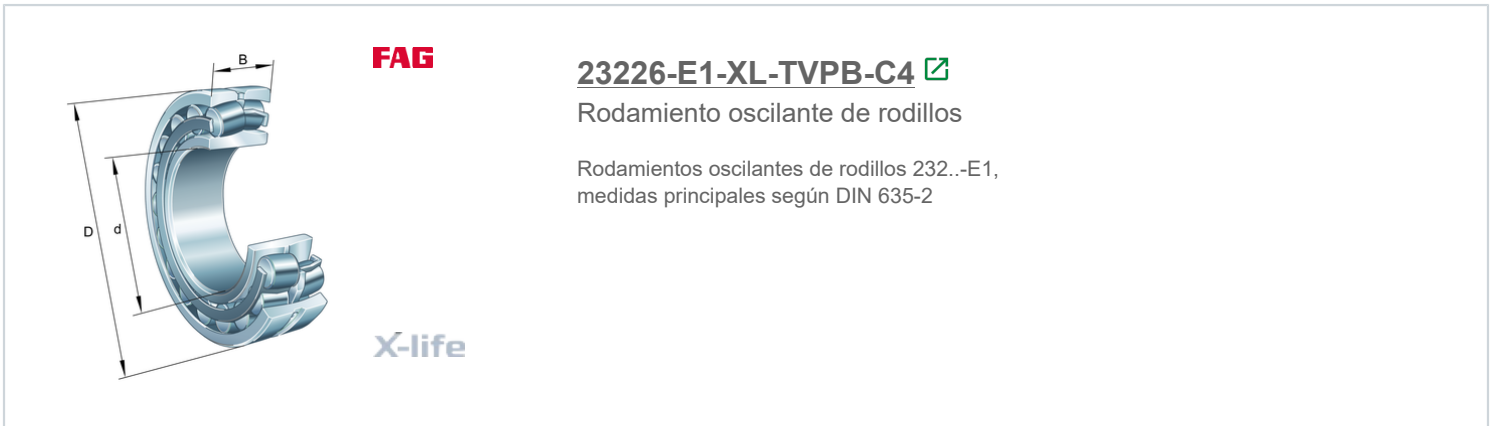 B
FAG
23226-E1-XL-TVPB-C4
Rodamiento oscilante de rodillos
Rodamientos oscilantes de rodillos 232..-E1,
medidas principales según DIN 635-2
D
d
X-life